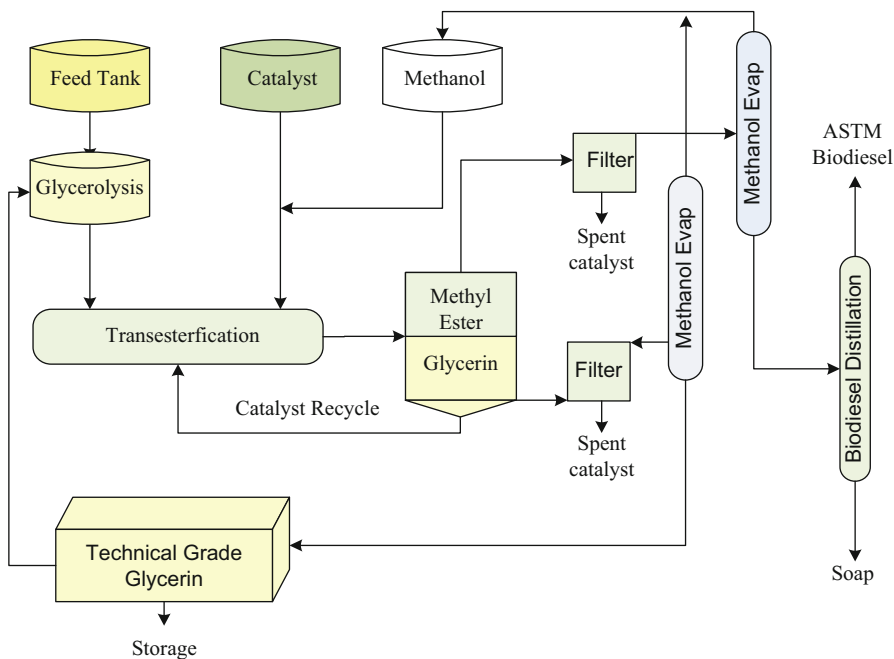 Feed Tank
Catalyst
Methanol
Methanol Evap
ASTM
Biodiesel
Glycerolysis
Filter
Spent
catalyst
Methanol Evap
Transesterfication
Methyl
Ester
Glycerin
Filter
Biodiesel Distillation
Catalyst Recycle
Spent
catalyst
Technical Grade
Glycerin
Soap
Storage